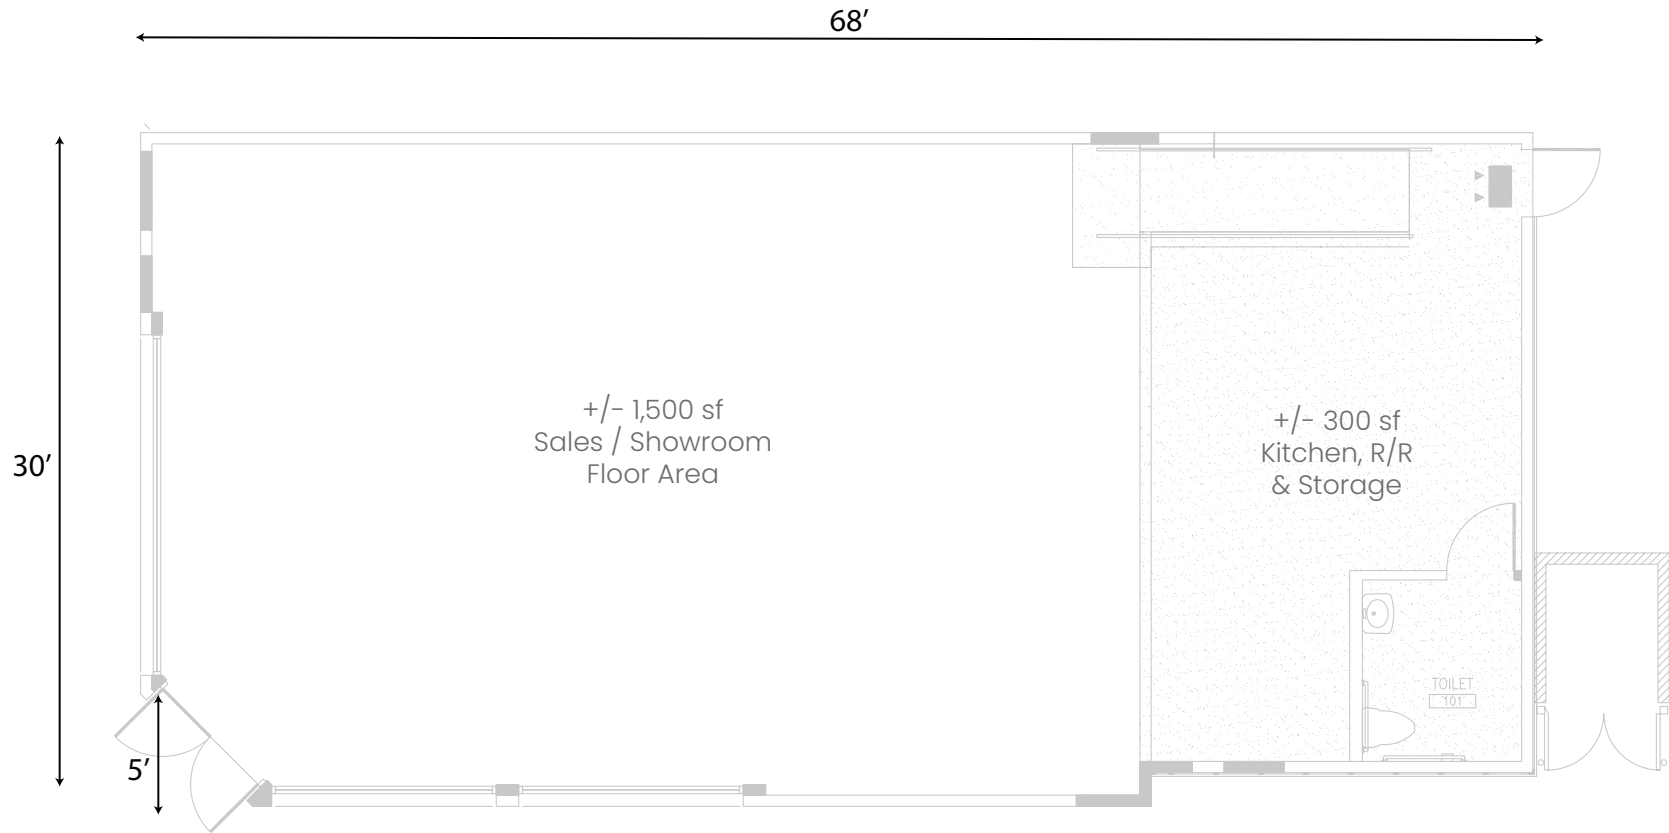 68’
30’
+/- 1,500 sf
Sales / Showroom
Floor Area
+/- 300 sf
Kitchen, R/R
& Storage
TOILET
101
5’